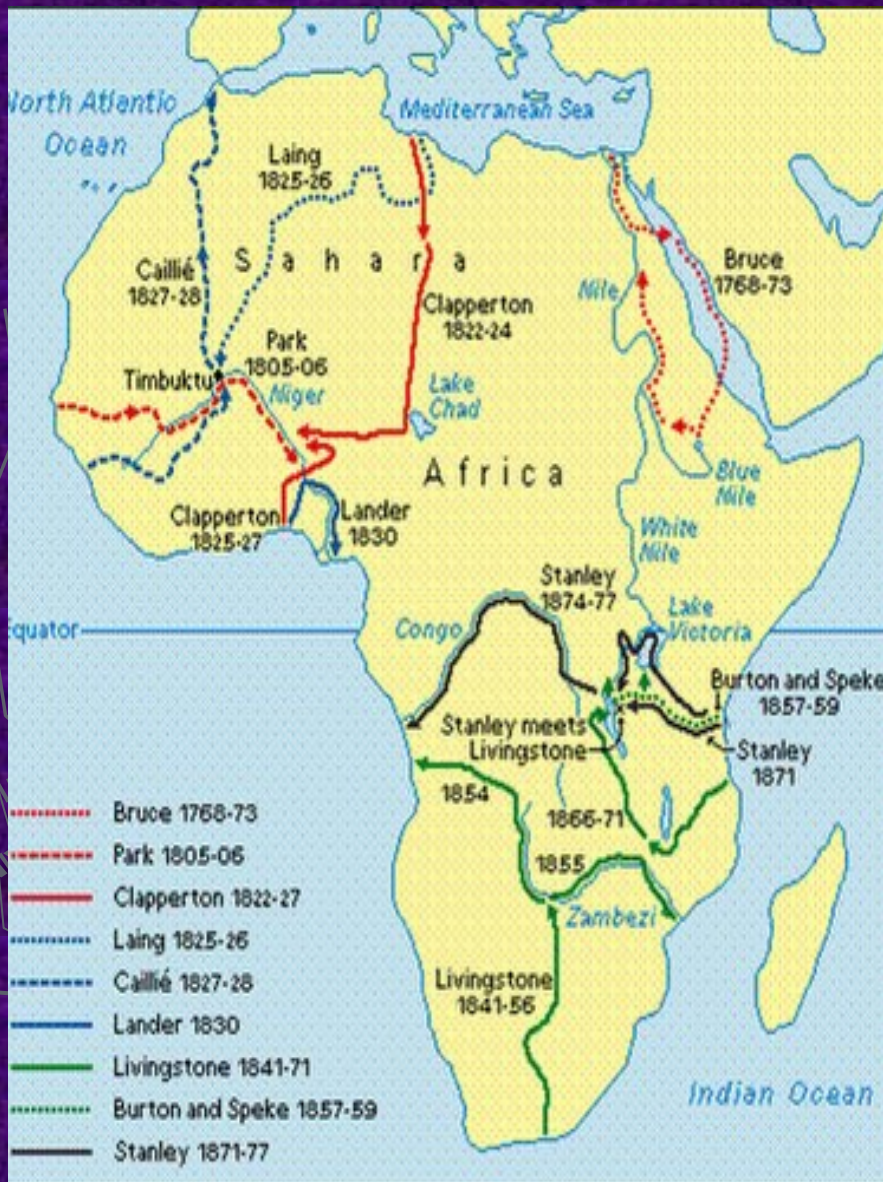 North Atlantic
Ocean
Mediterranean Sea
Laing
1825-26
Sahara
Caillié
1827-28
Bruce
1768-73
Nile
Clapperton
1822-24
Park
1805-06
Timbuktu
Niger
Lake
Chad
Africa
Blue
Nile
Clapperton
1825-27
Lander
1830
White
Nile
Stanley
1874-77
Equator
Congo
Lake
Victoria
Burton and Speke
1857-59
Stanley meets
Livingstone
Stanley
1871
1854
1866-71
1855
Zambezi
Livingstone
1841-56
Indian Ocean
Bruce 1768-73
Park 1805-06
Clapperton 1822-27
Laing 1825-26
Caillié 1827-28
Lander 1830
Livingstone 1841-71
Burton and Speke 1857-59
Stanley 1871-77